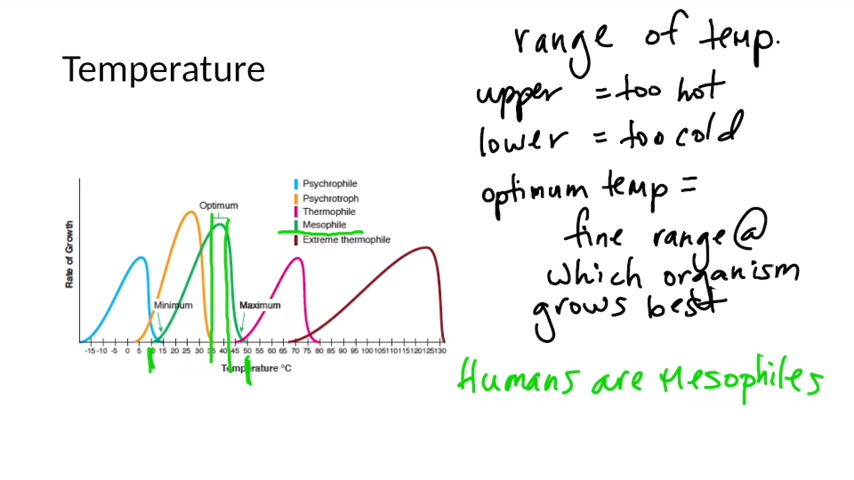 Temperature
range of temp.
upper = too hot
lower = too cold
optimum temp =
fine range @
which organism
grows best
Humans are Mesophiles
Psychrophile
Psychrotroph
Thermophile
Mesophile
Extreme thermophile
Optimum
Minimum
Maximum
Rate of Growth
-15 -10 -5 0 5 10 15 20 25 30 35 40 45 50 55 60 65 70 75 80 85 90 95 100 105 110 115 120 125 130
Temperature °C